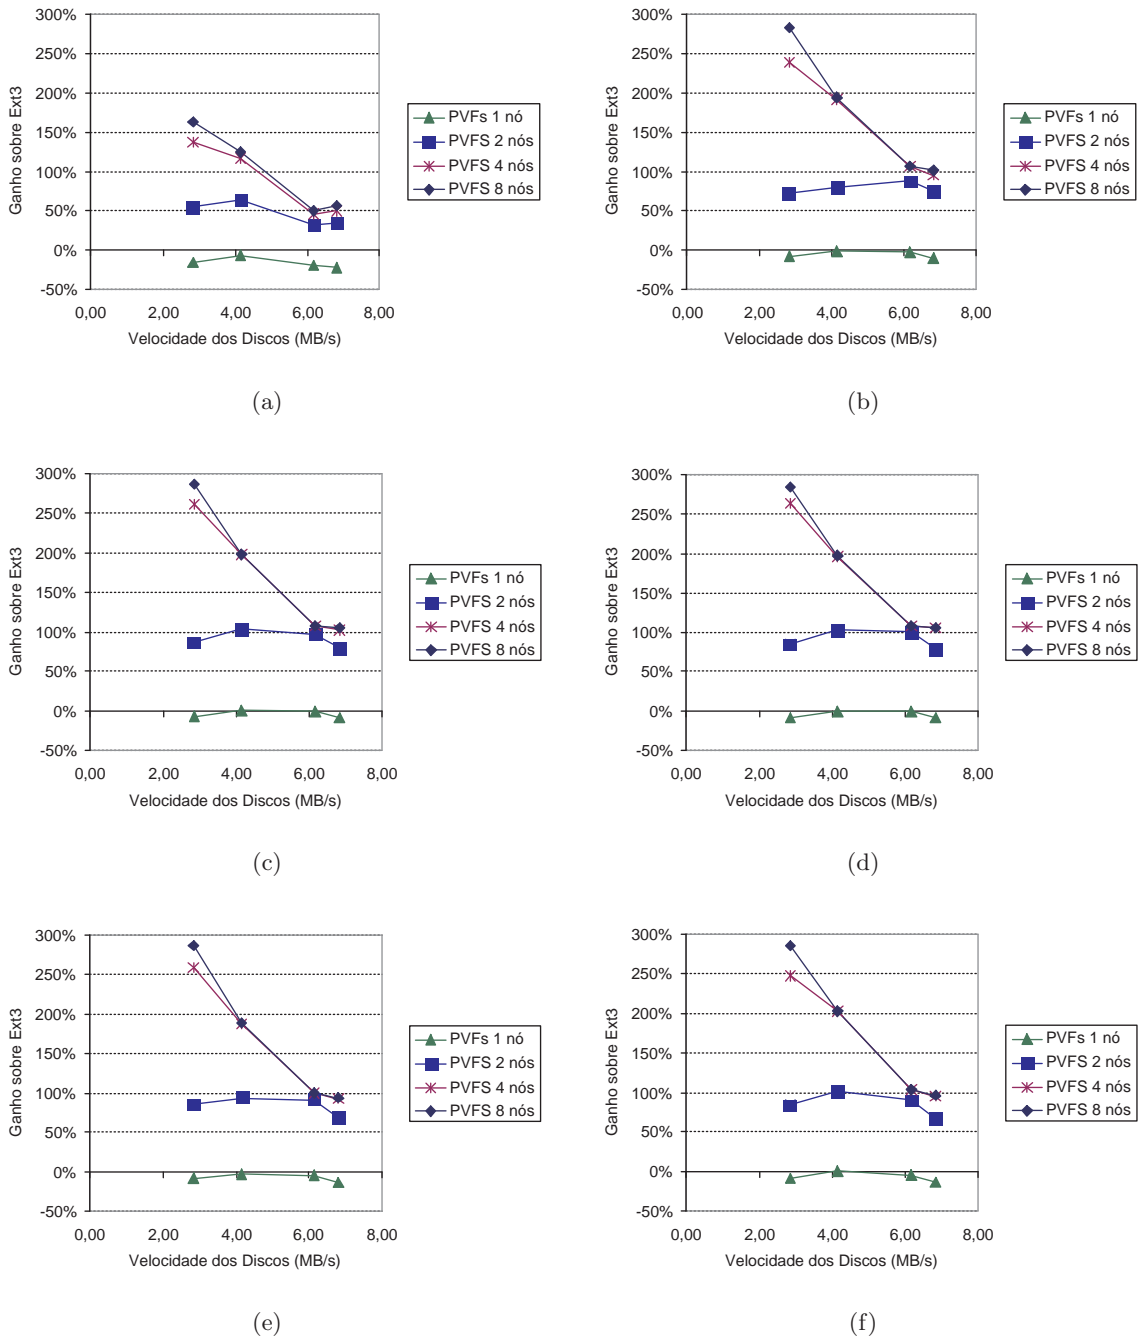 300%
250%
200%
150%
100%
50%
0%
-50%
0,00 2,00 4,00 6,00 8,00
Ganho sobre Ext3
Velocidade dos Discos (MB/s)
PVFs 1 nó
PVFS 2 nós
PVFS 4 nós
PVFS 8 nós
(a)
300%
250%
200%
150%
100%
50%
0%
-50%
0,00 2,00 4,00 6,00 8,00
Ganho sobre Ext3
Velocidade dos Discos (MB/s)
PVFs 1 nó
PVFS 2 nós
PVFS 4 nós
PVFS 8 nós
(b)
300%
250%
200%
150%
100%
50%
0%
-50%
0,00 2,00 4,00 6,00 8,00
Ganho sobre Ext3
Velocidade dos Discos (MB/s)
PVFs 1 nó
PVFS 2 nós
PVFS 4 nós
PVFS 8 nós
(c)
300%
250%
200%
150%
100%
50%
0%
-50%
0,00 2,00 4,00 6,00 8,00
Ganho sobre Ext3
Velocidade dos Discos (MB/s)
PVFs 1 nó
PVFS 2 nós
PVFS 4 nós
PVFS 8 nós
(d)
300%
250%
200%
150%
100%
50%
0%
-50%
0,00 2,00 4,00 6,00 8,00
Ganho sobre Ext3
Velocidade dos Discos (MB/s)
PVFs 1 nó
PVFS 2 nós
PVFS 4 nós
PVFS 8 nós
(e)
300%
250%
200%
150%
100%
50%
0%
-50%
0,00 2,00 4,00 6,00 8,00
Ganho sobre Ext3
Velocidade dos Discos (MB/s)
PVFs 1 nó
PVFS 2 nós
PVFS 4 nós
PVFS 8 nós
(f)